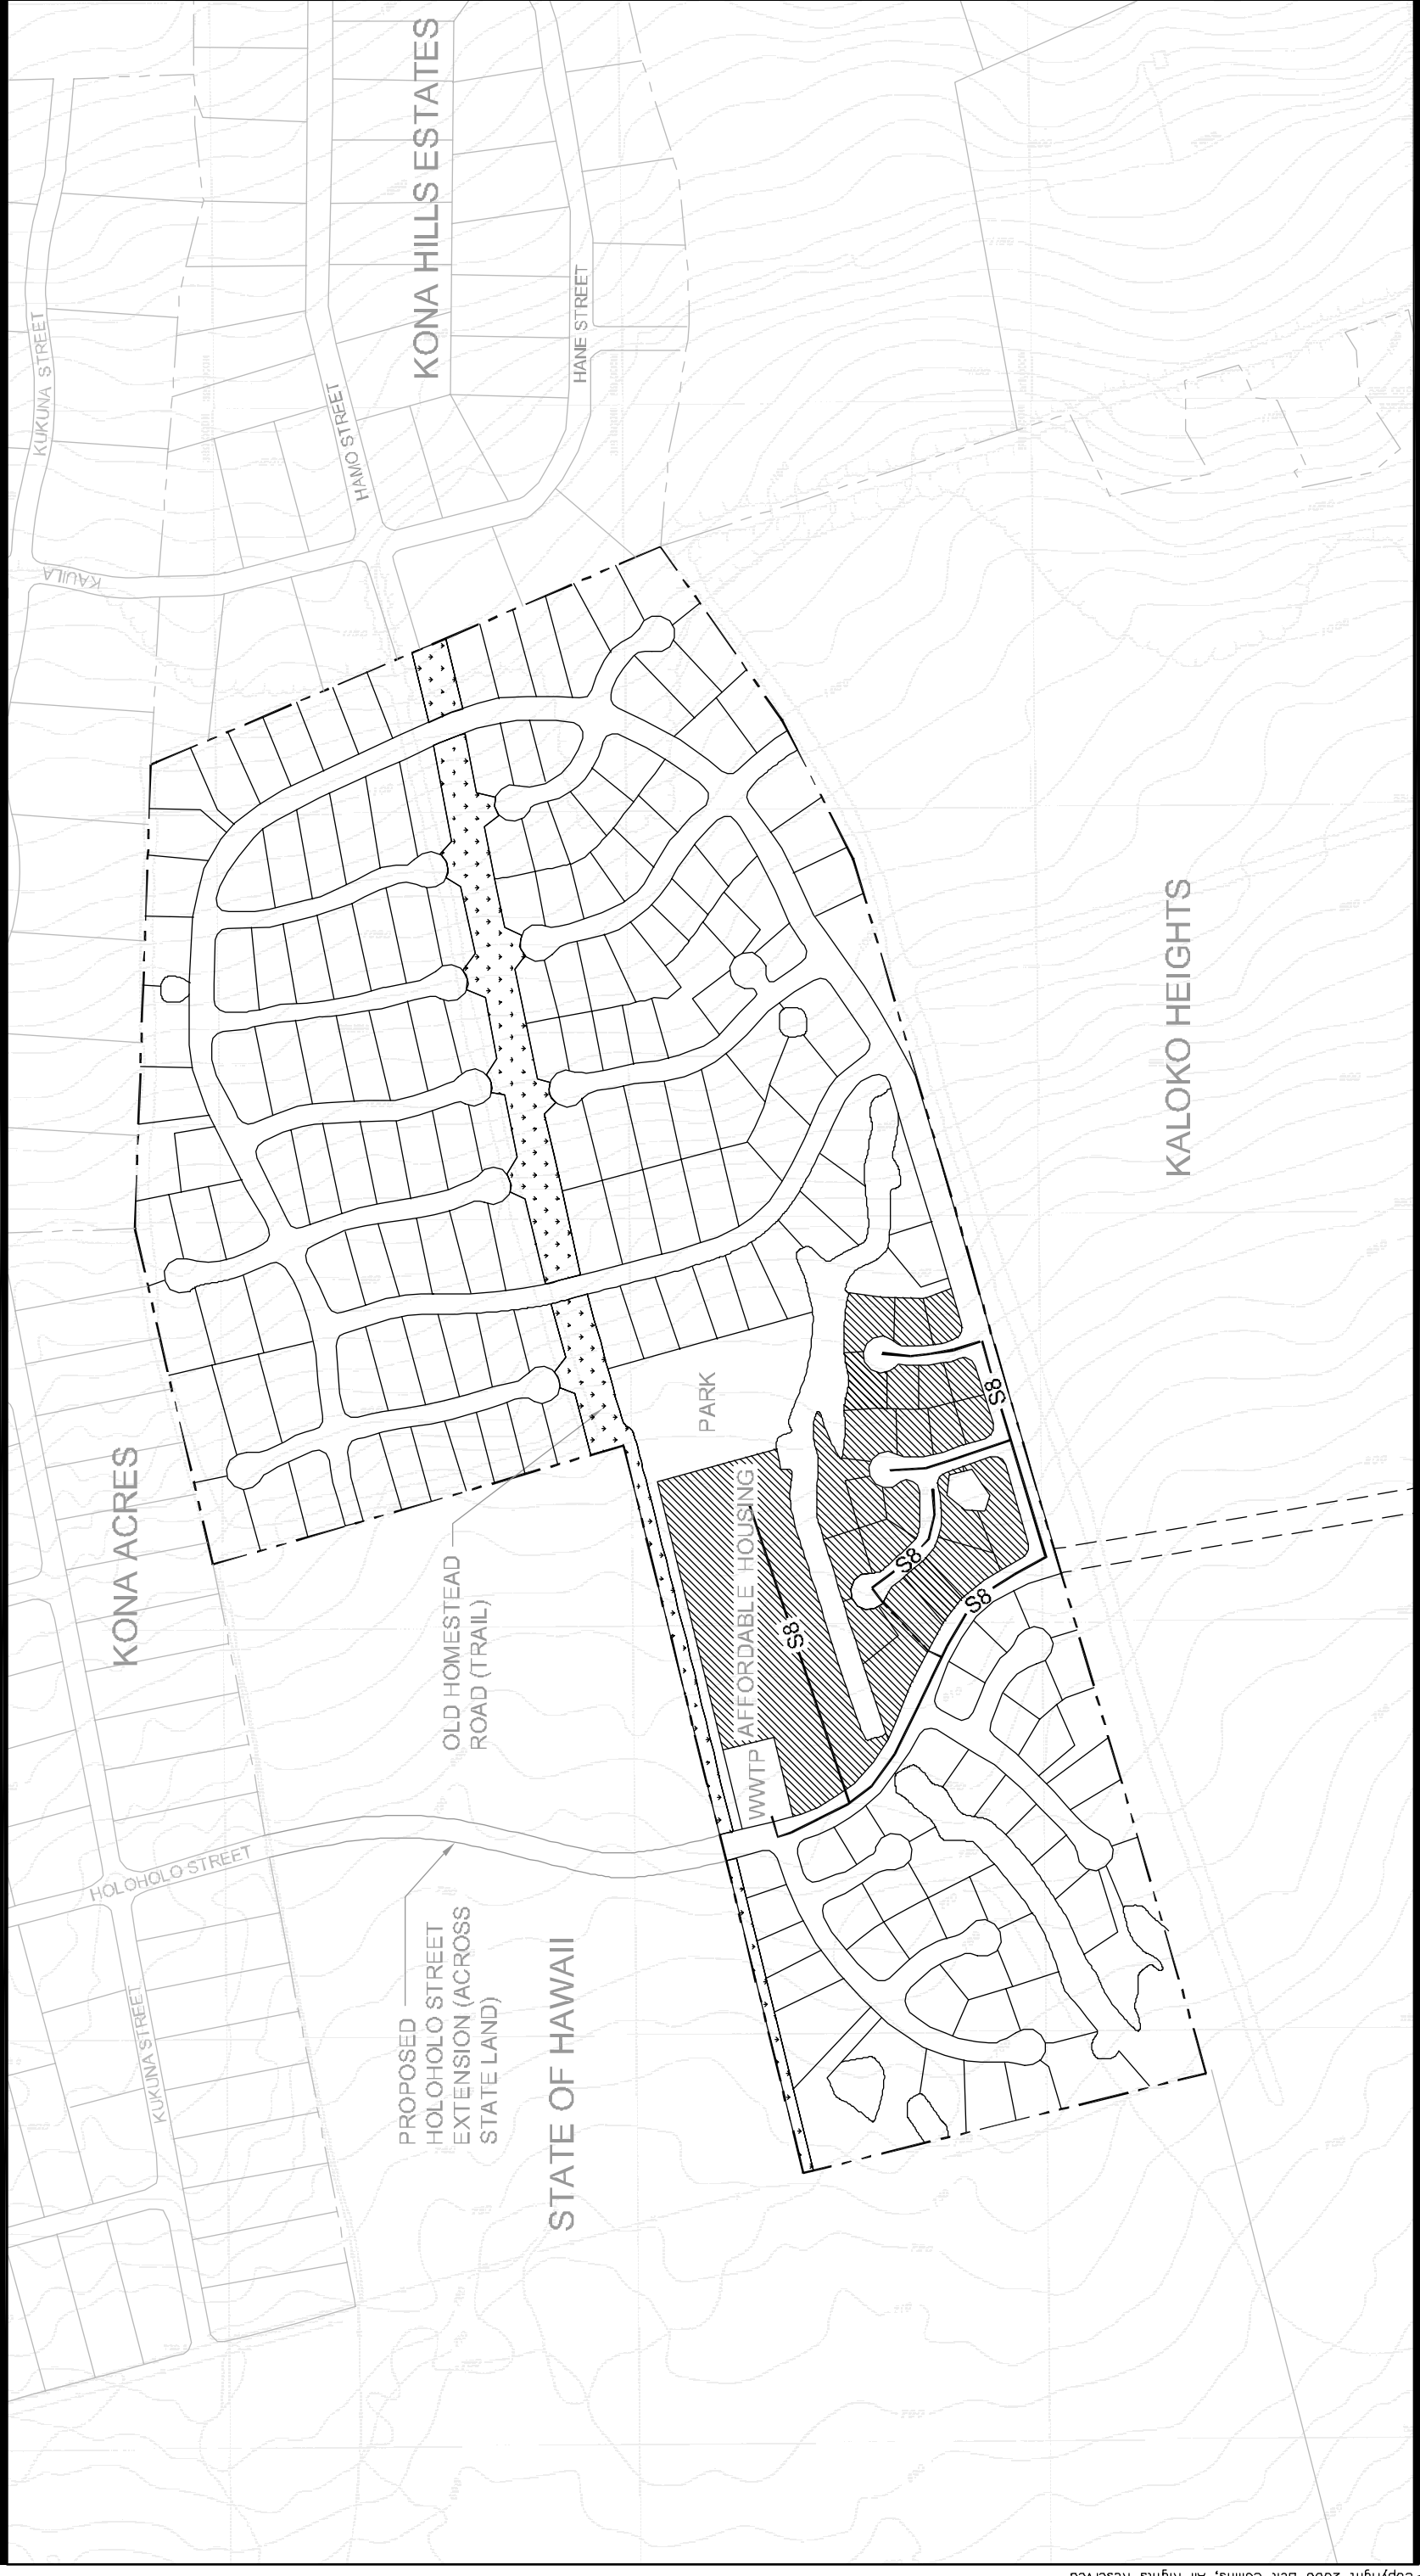 KONA HILLS ESTATES
KUKUNA STREET
HAMO STREET
HANE STREET
KAUILA
KALOKO HEIGHTS
KONA ACRES
PARK
S8
AFFORDABLE HOUSING
S8
S8
S8
WWTP
OLD HOMESTEAD
ROAD (TRAIL)
HOLOHOLO STREET
KUKUNA STREET
PROPOSED
HOLOHOLO STREET
EXTENSION (ACROSS
STATE LAND)
STATE OF HAWAII